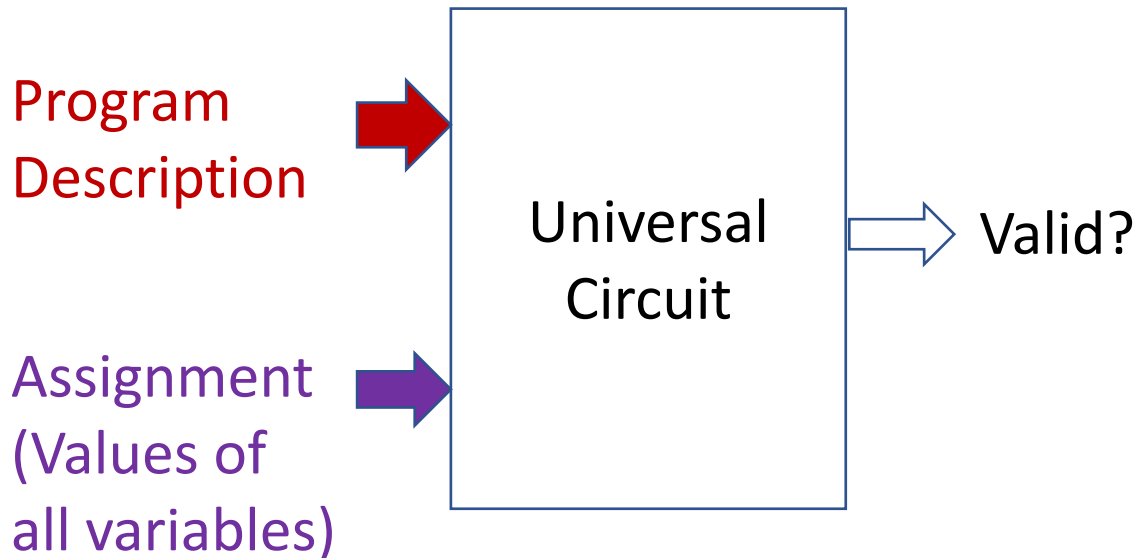 Program
Description
Universal
Circuit
Valid?
Assignment
(Values of
all variables)